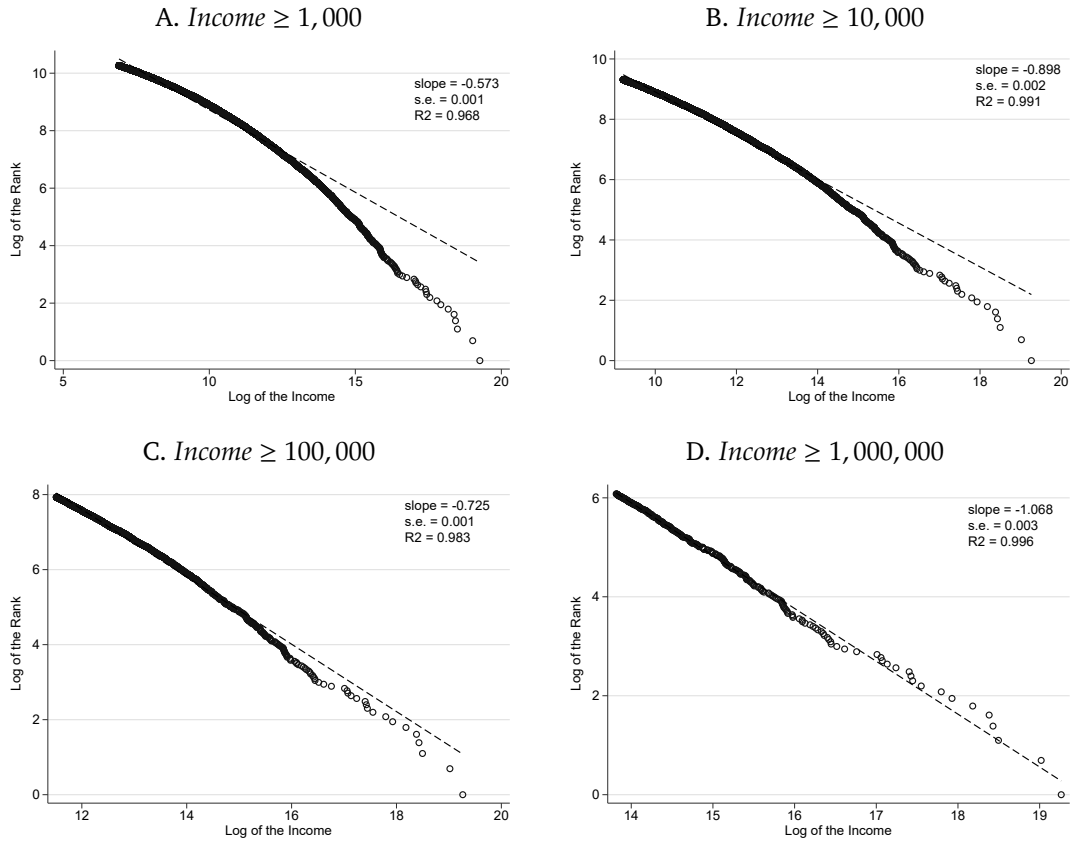 A. Income ≥ 1,000
slope = -0.573
s.e. = 0.001
R2 = 0.968
Log of the Rank
10
8
6
4
2
0
5 10 15 20
Log of the Income
B. Income ≥ 10,000
slope = -0.898
s.e. = 0.002
R2 = 0.991
Log of the Rank
10
8
6
4
2
0
10 12 14 16 18 20
Log of the Income
C. Income ≥ 100,000
slope = -0.725
s.e. = 0.001
R2 = 0.983
Log of the Rank
8
6
4
2
0
12 14 16 18 20
Log of the Income
D. Income ≥ 1,000,000
slope = -1.068
s.e. = 0.003
R2 = 0.996
Log of the Rank
6
4
2
0
14 15 16 17 18 19
Log of the Income